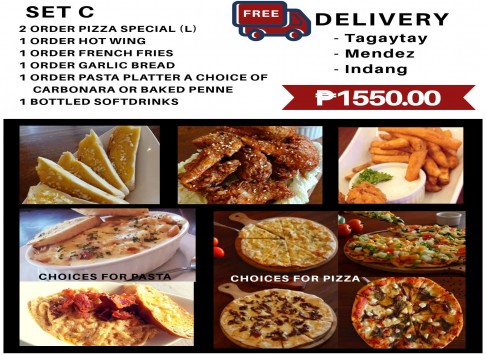 SET C
2 ORDER PIZZA SPECIAL (L)
1 ORDER HOT WING
1 ORDER FRENCH FRIES
1 ORDER GARLIC BREAD
1 ORDER PASTA PLATTER A CHOICE OF
CARBONARA OR BAKED PENNE
1 BOTTLED SOFTDRINKS
FREE
DELIVERY
- Tagaytay
- Mendez
- Indang
₱1550.00
CHOICES FOR PASTA
CHOICES FOR PIZZA